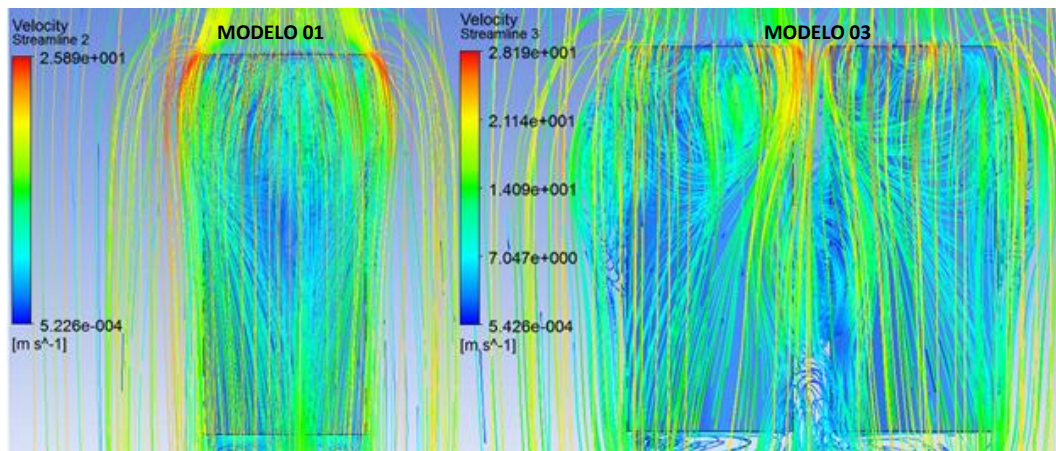 Velocity
Streamline 2
MODELO 01
2.589e+001
5.226e-004
[m s^-1]
Velocity
Streamline 3
MODELO 03
2.819e+001
2.114e+001
1.409e+001
7.047e+000
5.426e-004
[m s^-1]